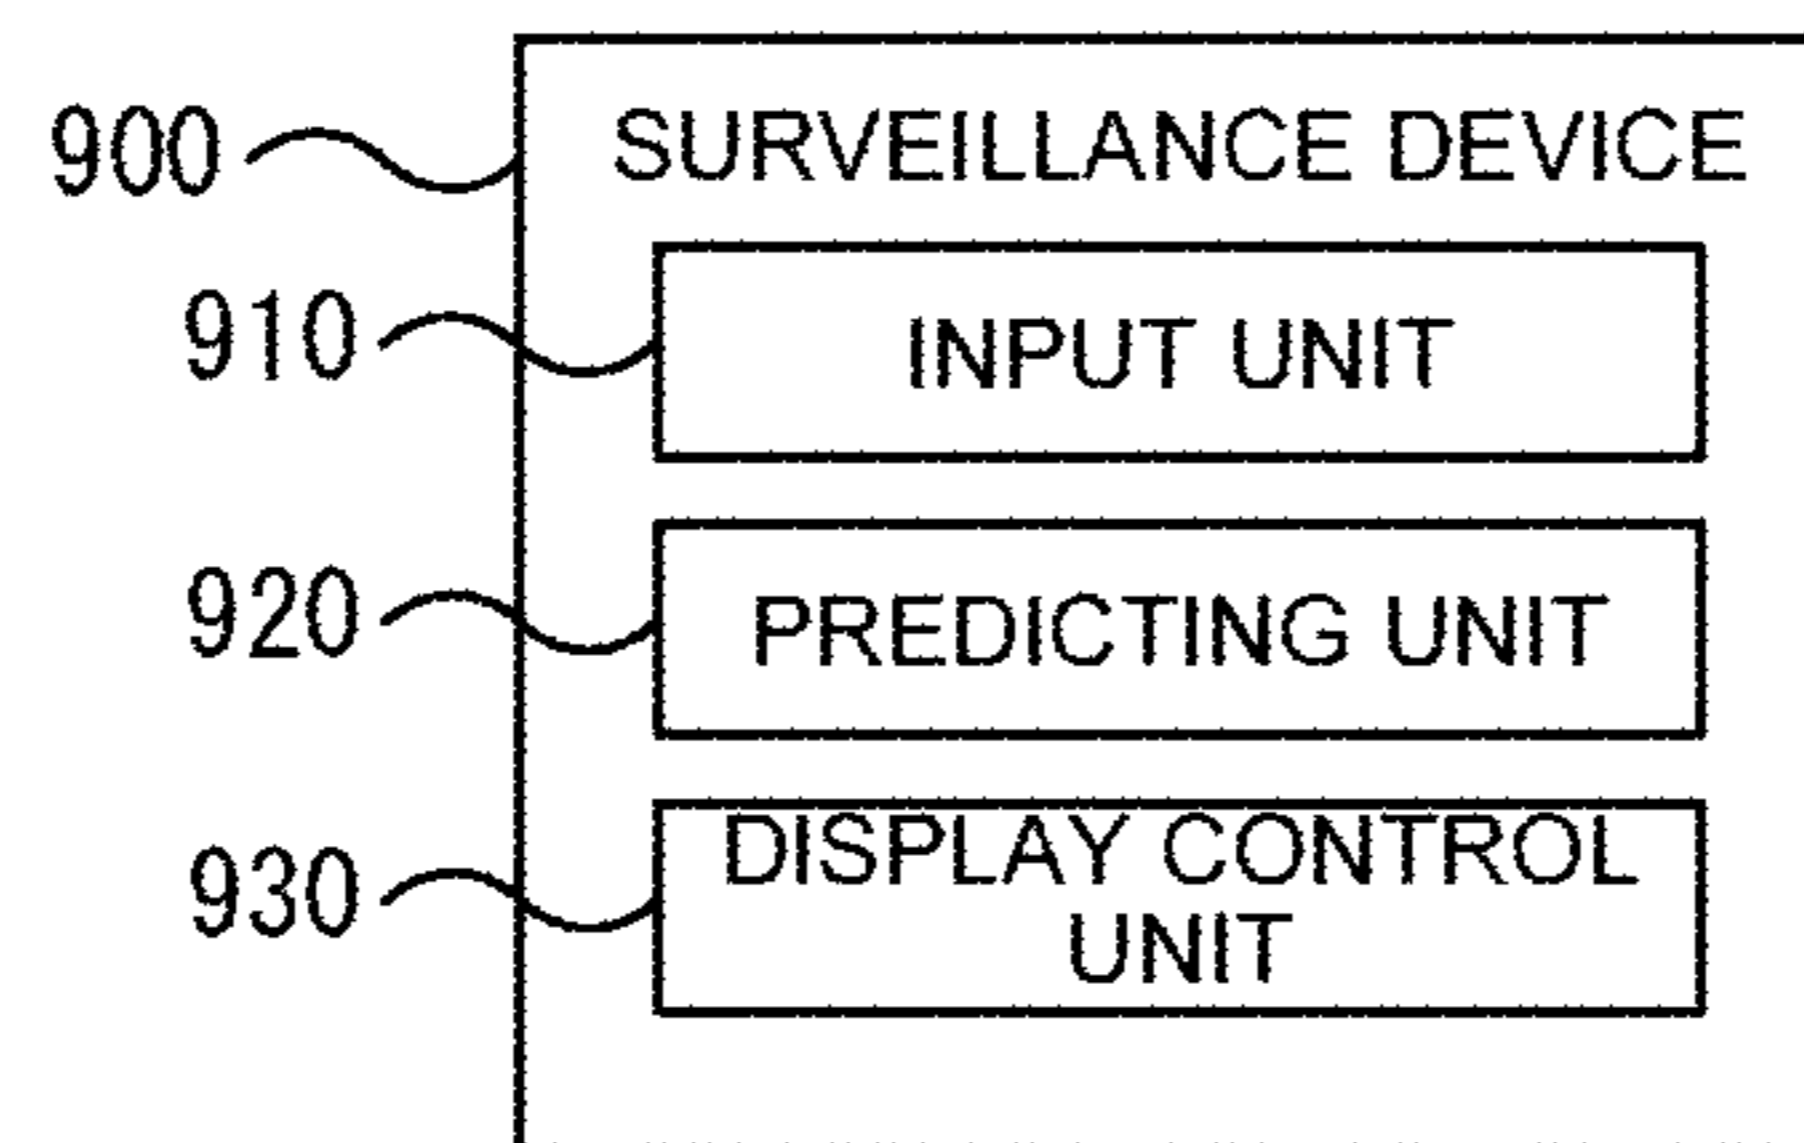 900 SURVEILLANCE DEVICE
910 INPUT UNIT
920 PREDICTING UNIT
930 DISPLAY CONTROL
UNIT